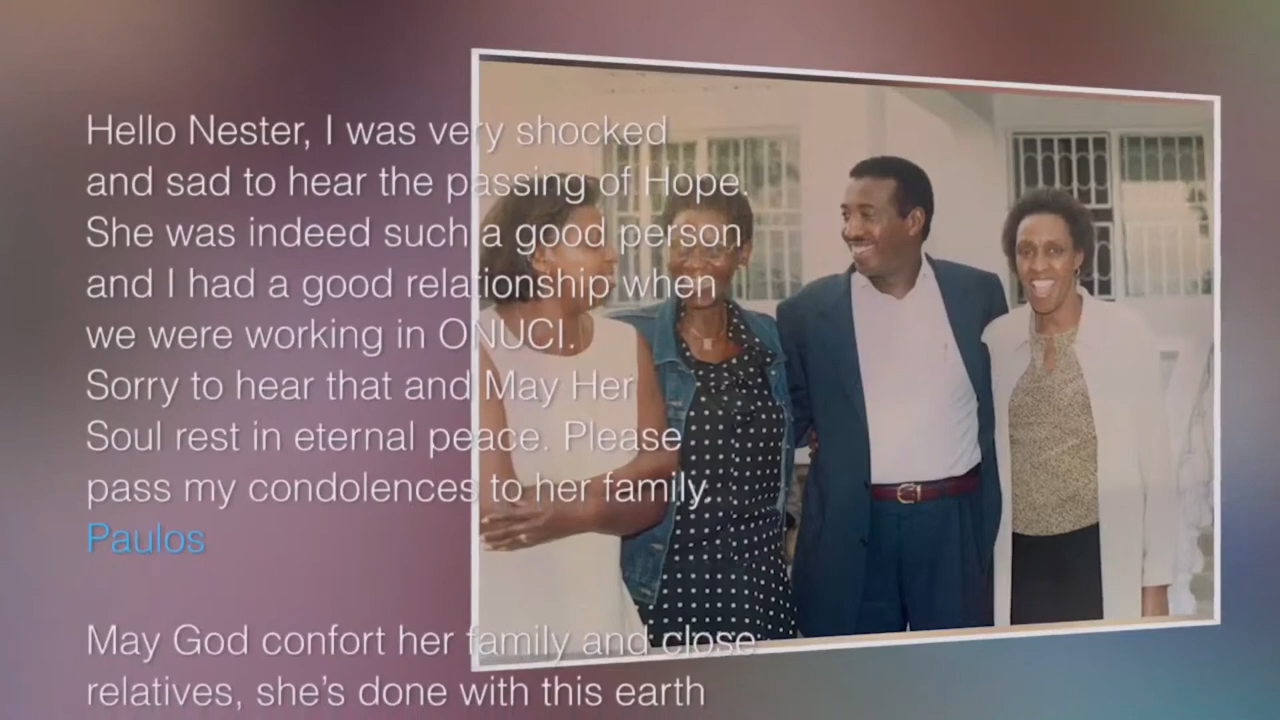 Hello Nester, I was very shocked
and sad to hear the passing of Hope.
She was indeed such a good person
and I had a good relationship when
we were working in ONUCI.
Sorry to hear that and May Her
Soul rest in eternal peace. Please
pass my condolences to her family.
Paulos
May God confort her family and close
relatives, she's done with this earth